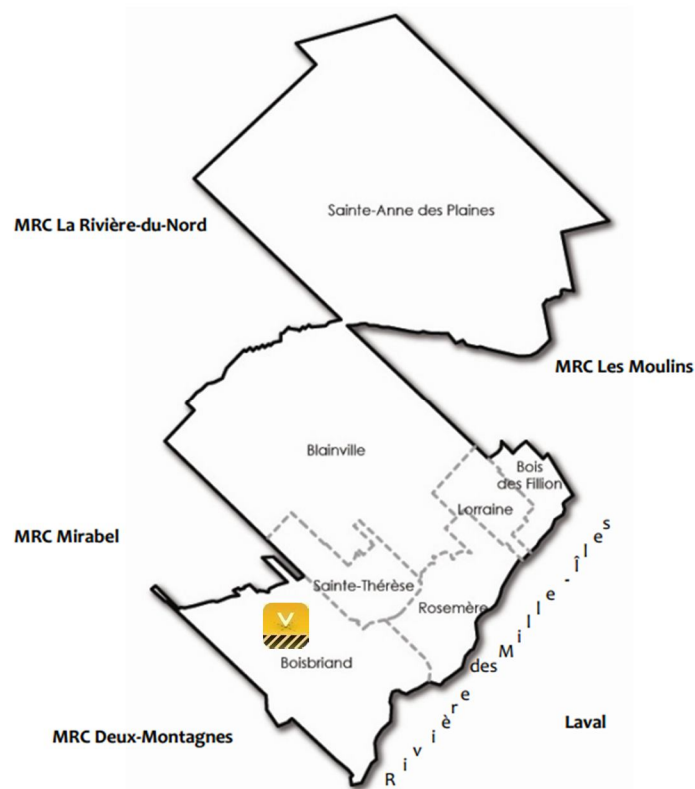 Sainte-Anne des Plaines
MRC La Rivière-du-Nord
MRC Les Moulins
Blainville
Bois
des Fillion
Lorraine
MRC Mirabel
Sainte-Thérèse
Rosemère
Boisbriand
Rivière des Mille-Îles
Laval
MRC Deux-Montagnes